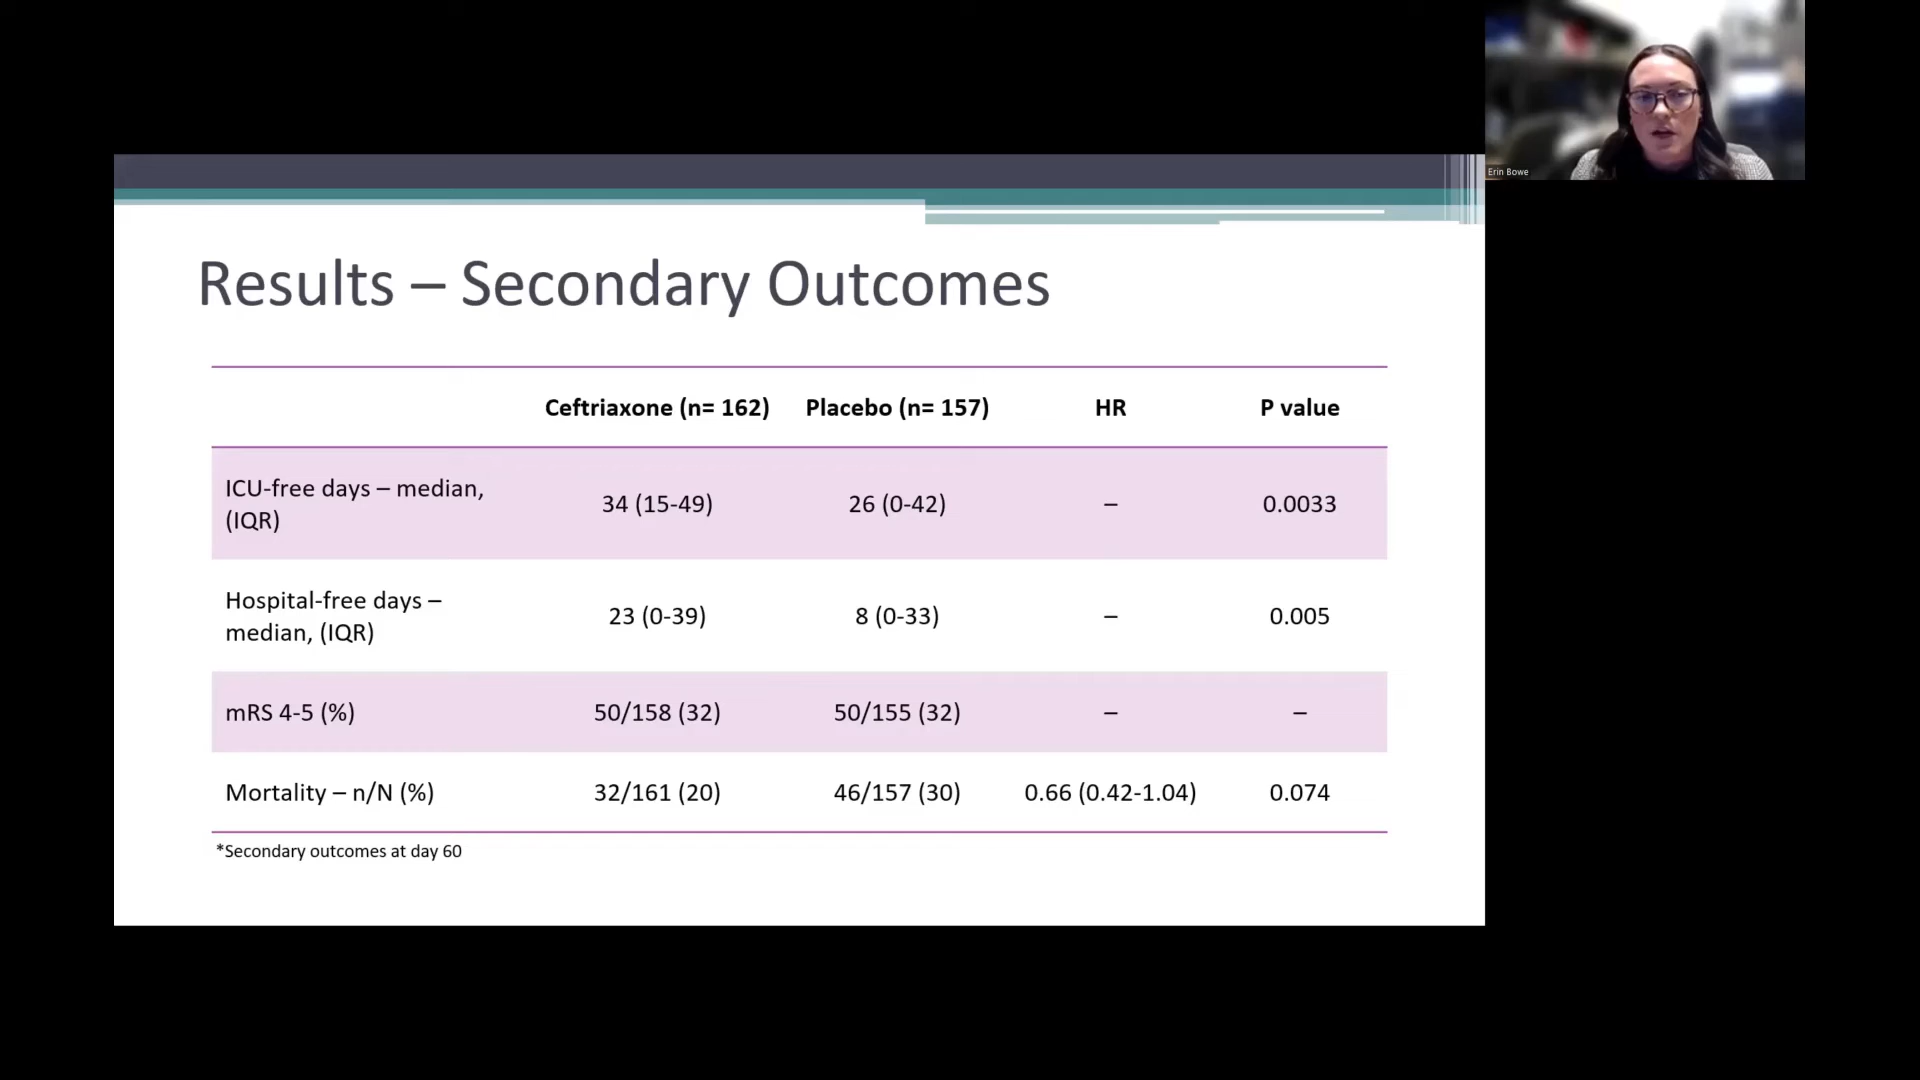 Erin Bowe
Results – Secondary Outcomes
Ceftriaxone (n= 162) Placebo (n= 157) HR P value
ICU-free days – median, (IQR) 34 (15-49) 26 (0-42) – 0.0033
Hospital-free days – median, (IQR) 23 (0-39) 8 (0-33) – 0.005
mRS 4-5 (%) 50/158 (32) 50/155 (32) – –
Mortality – n/N (%) 32/161 (20) 46/157 (30) 0.66 (0.42-1.04) 0.074
*Secondary outcomes at day 60